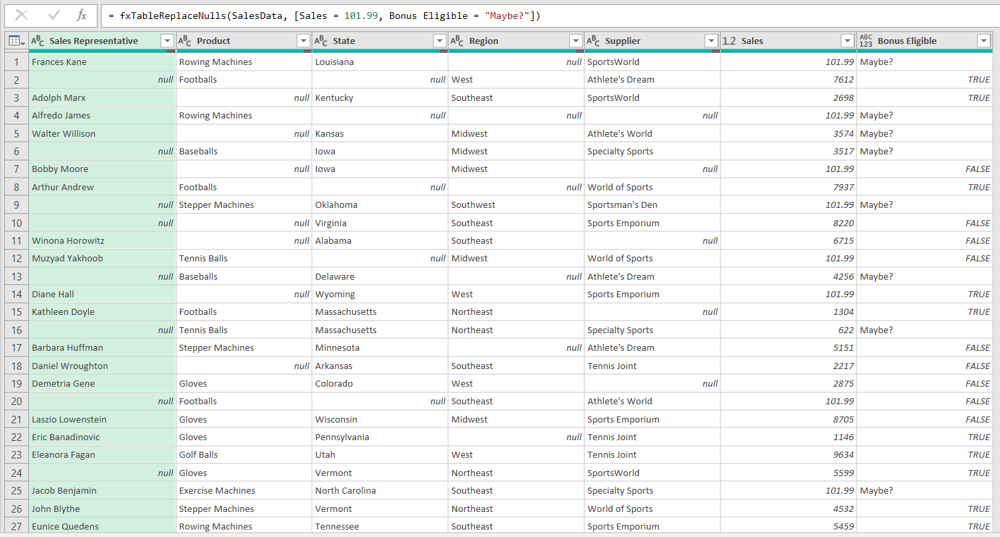 fx = fxTableReplaceNulls(SalesData, [Sales = 101.99, Bonus Eligible = "Maybe?"])
ABC Sales Representative ABC Product ABC State ABC Region ABC Supplier 1.2 Sales ABC 123 Bonus Eligible
1 Frances Kane Rowing Machines Louisiana null SportsWorld 101.99 Maybe?
2 null Footballs null West Athlete's Dream 7612 TRUE
3 Adolph Marx null Kentucky Southeast SportsWorld 2698 TRUE
4 Alfredo James Rowing Machines null null null 101.99 Maybe?
5 Walter Willison null Kansas Midwest Athlete's World 3574 Maybe?
6 null Baseballs Iowa Midwest Specialty Sports 3517 Maybe?
7 Bobby Moore null Iowa Midwest null 101.99 FALSE
8 Arthur Andrew Footballs null null World of Sports 7937 TRUE
9 null Stepper Machines Oklahoma Southwest Sportsman's Den 101.99 Maybe?
10 null null Virginia Southeast Sports Emporium 8220 FALSE
11 Winona Horowitz null Alabama Southeast null 6715 FALSE
12 Muzyad Yakhoob Tennis Balls null Midwest World of Sports 101.99 FALSE
13 null Baseballs Delaware null Athlete's Dream 4256 Maybe?
14 Diane Hall null Wyoming West Sports Emporium 101.99 TRUE
15 Kathleen Doyle Footballs Massachusetts Northeast null 1304 TRUE
16 null Tennis Balls Massachusetts Northeast Specialty Sports 622 Maybe?
17 Barbara Huffman Stepper Machines Minnesota null Athlete's Dream 5151 FALSE
18 Daniel Wroughton null Arkansas Southeast Tennis Joint 2217 FALSE
19 Demetria Gene Gloves Colorado West null 2875 FALSE
20 null Footballs null Southeast Athlete's World 101.99 FALSE
21 Laszio Lowenstein Gloves Wisconsin Midwest Sports Emporium 8705 FALSE
22 Eric Banadinovic Gloves Pennsylvania null Tennis Joint 1146 TRUE
23 Eleanora Fagan Golf Balls Utah West Tennis Joint 9634 TRUE
24 null Gloves Vermont Northeast SportsWorld 5599 TRUE
25 Jacob Benjamin Exercise Machines North Carolina Southeast Specialty Sports 101.99 Maybe?
26 John Blythe Stepper Machines Vermont Northeast World of Sports 4532 TRUE
27 Eunice Quedens Rowing Machines Tennessee Southeast Sports Emporium 5459 TRUE